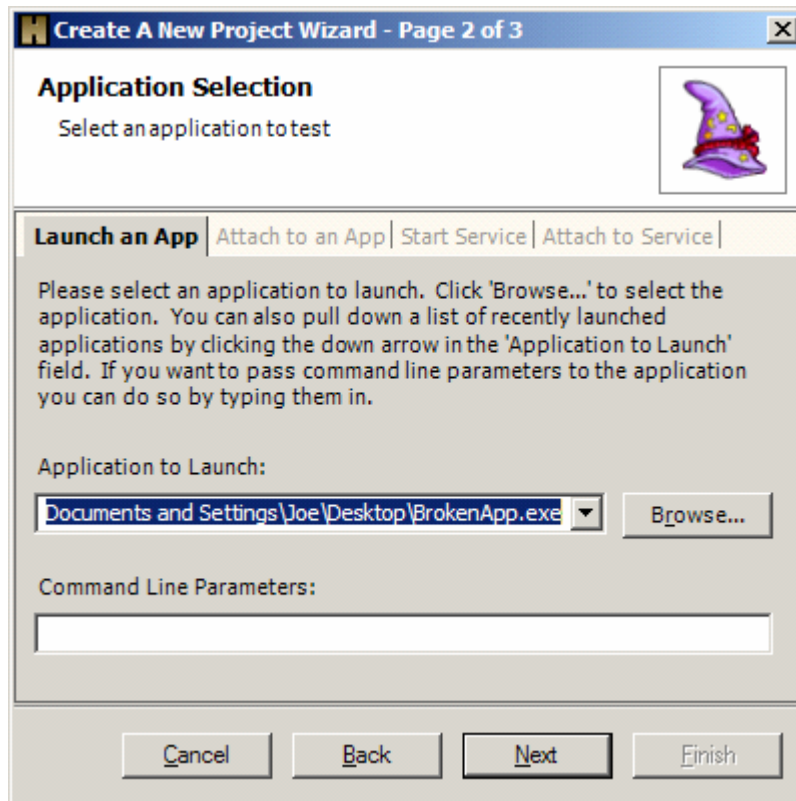 Create A New Project Wizard - Page 2 of 3
Application Selection
Select an application to test
Launch an App Attach to an App Start Service Attach to Service
Please select an application to launch. Click 'Browse...' to select the
application. You can also pull down a list of recently launched
applications by clicking the down arrow in the 'Application to Launch'
field. If you want to pass command line parameters to the application
you can do so by typing them in.
Application to Launch:
Documents and Settings\Joe\Desktop\BrokenApp.exe Browse...
Command Line Parameters:
Cancel Back Next Finish